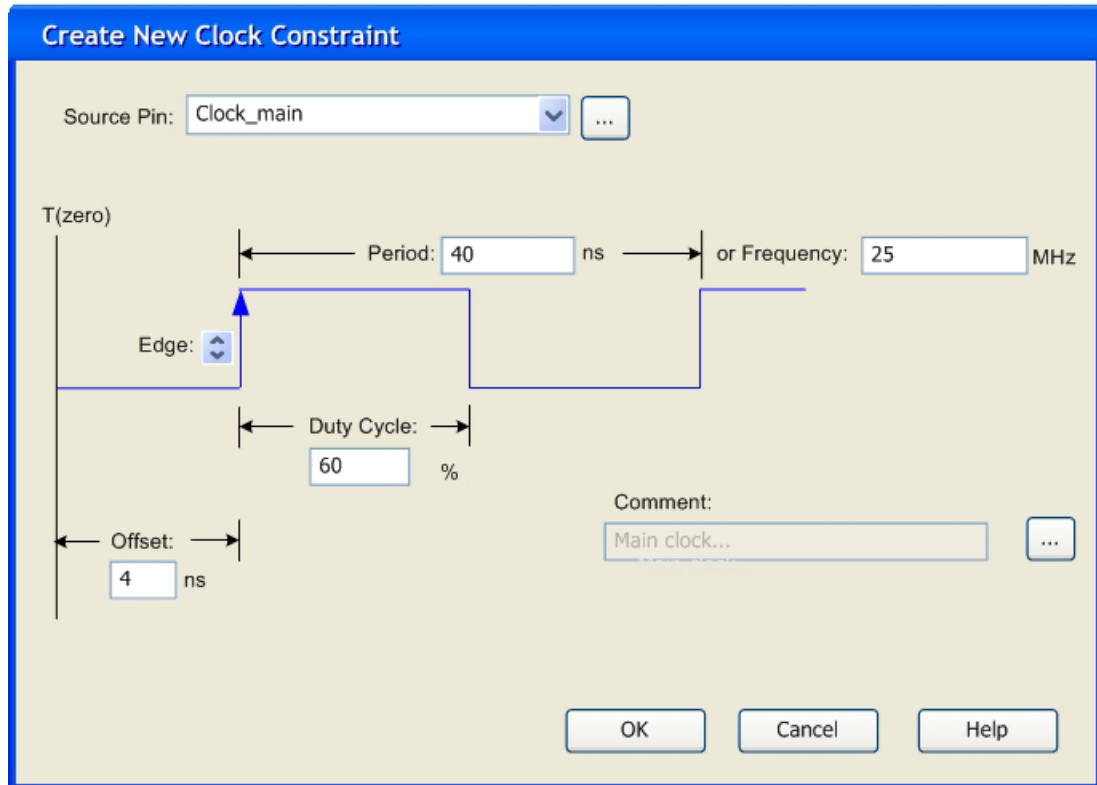 Create New Clock Constraint
Source Pin: Clock_main ...
T(zero)
Period: 40 ns or Frequency: 25 MHz
Edge:
Duty Cycle:
60 %
Comment:
Main clock... ...
Offset:
4 ns
OK Cancel Help